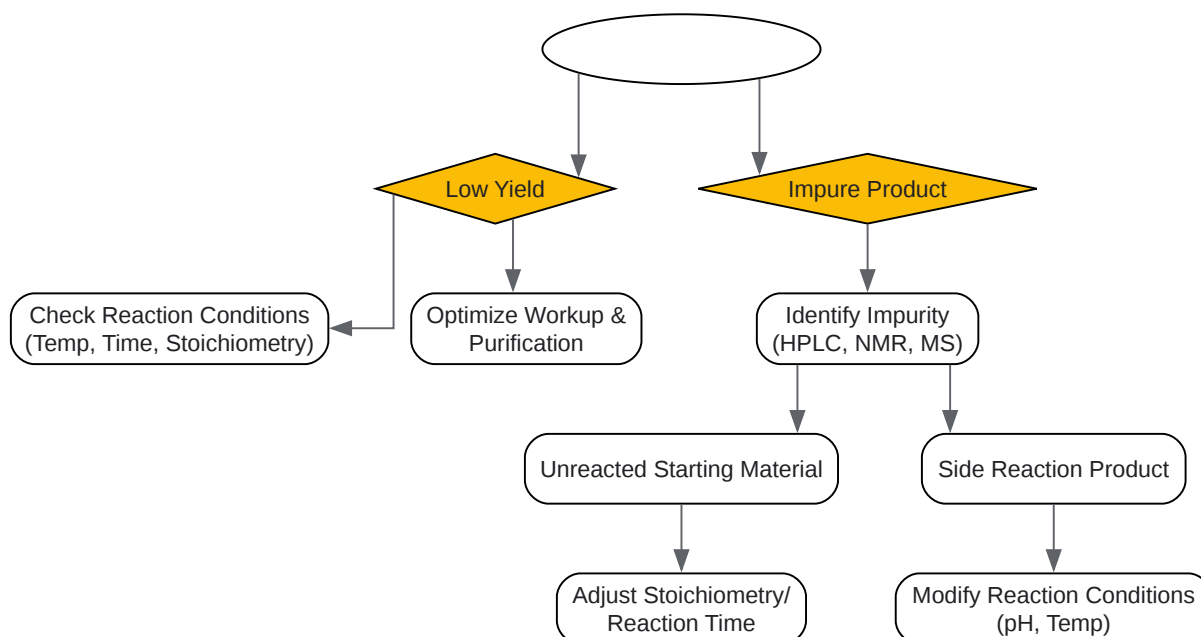 Low Yield
Impure Product
Check Reaction Conditions
(Temp, Time, Stoichiometry)
Optimize Workup &
Purification
Identify Impurity
(HPLC, NMR, MS)
Unreacted Starting Material
Side Reaction Product
Adjust Stoichiometry/
Reaction Time
Modify Reaction Conditions
(pH, Temp)